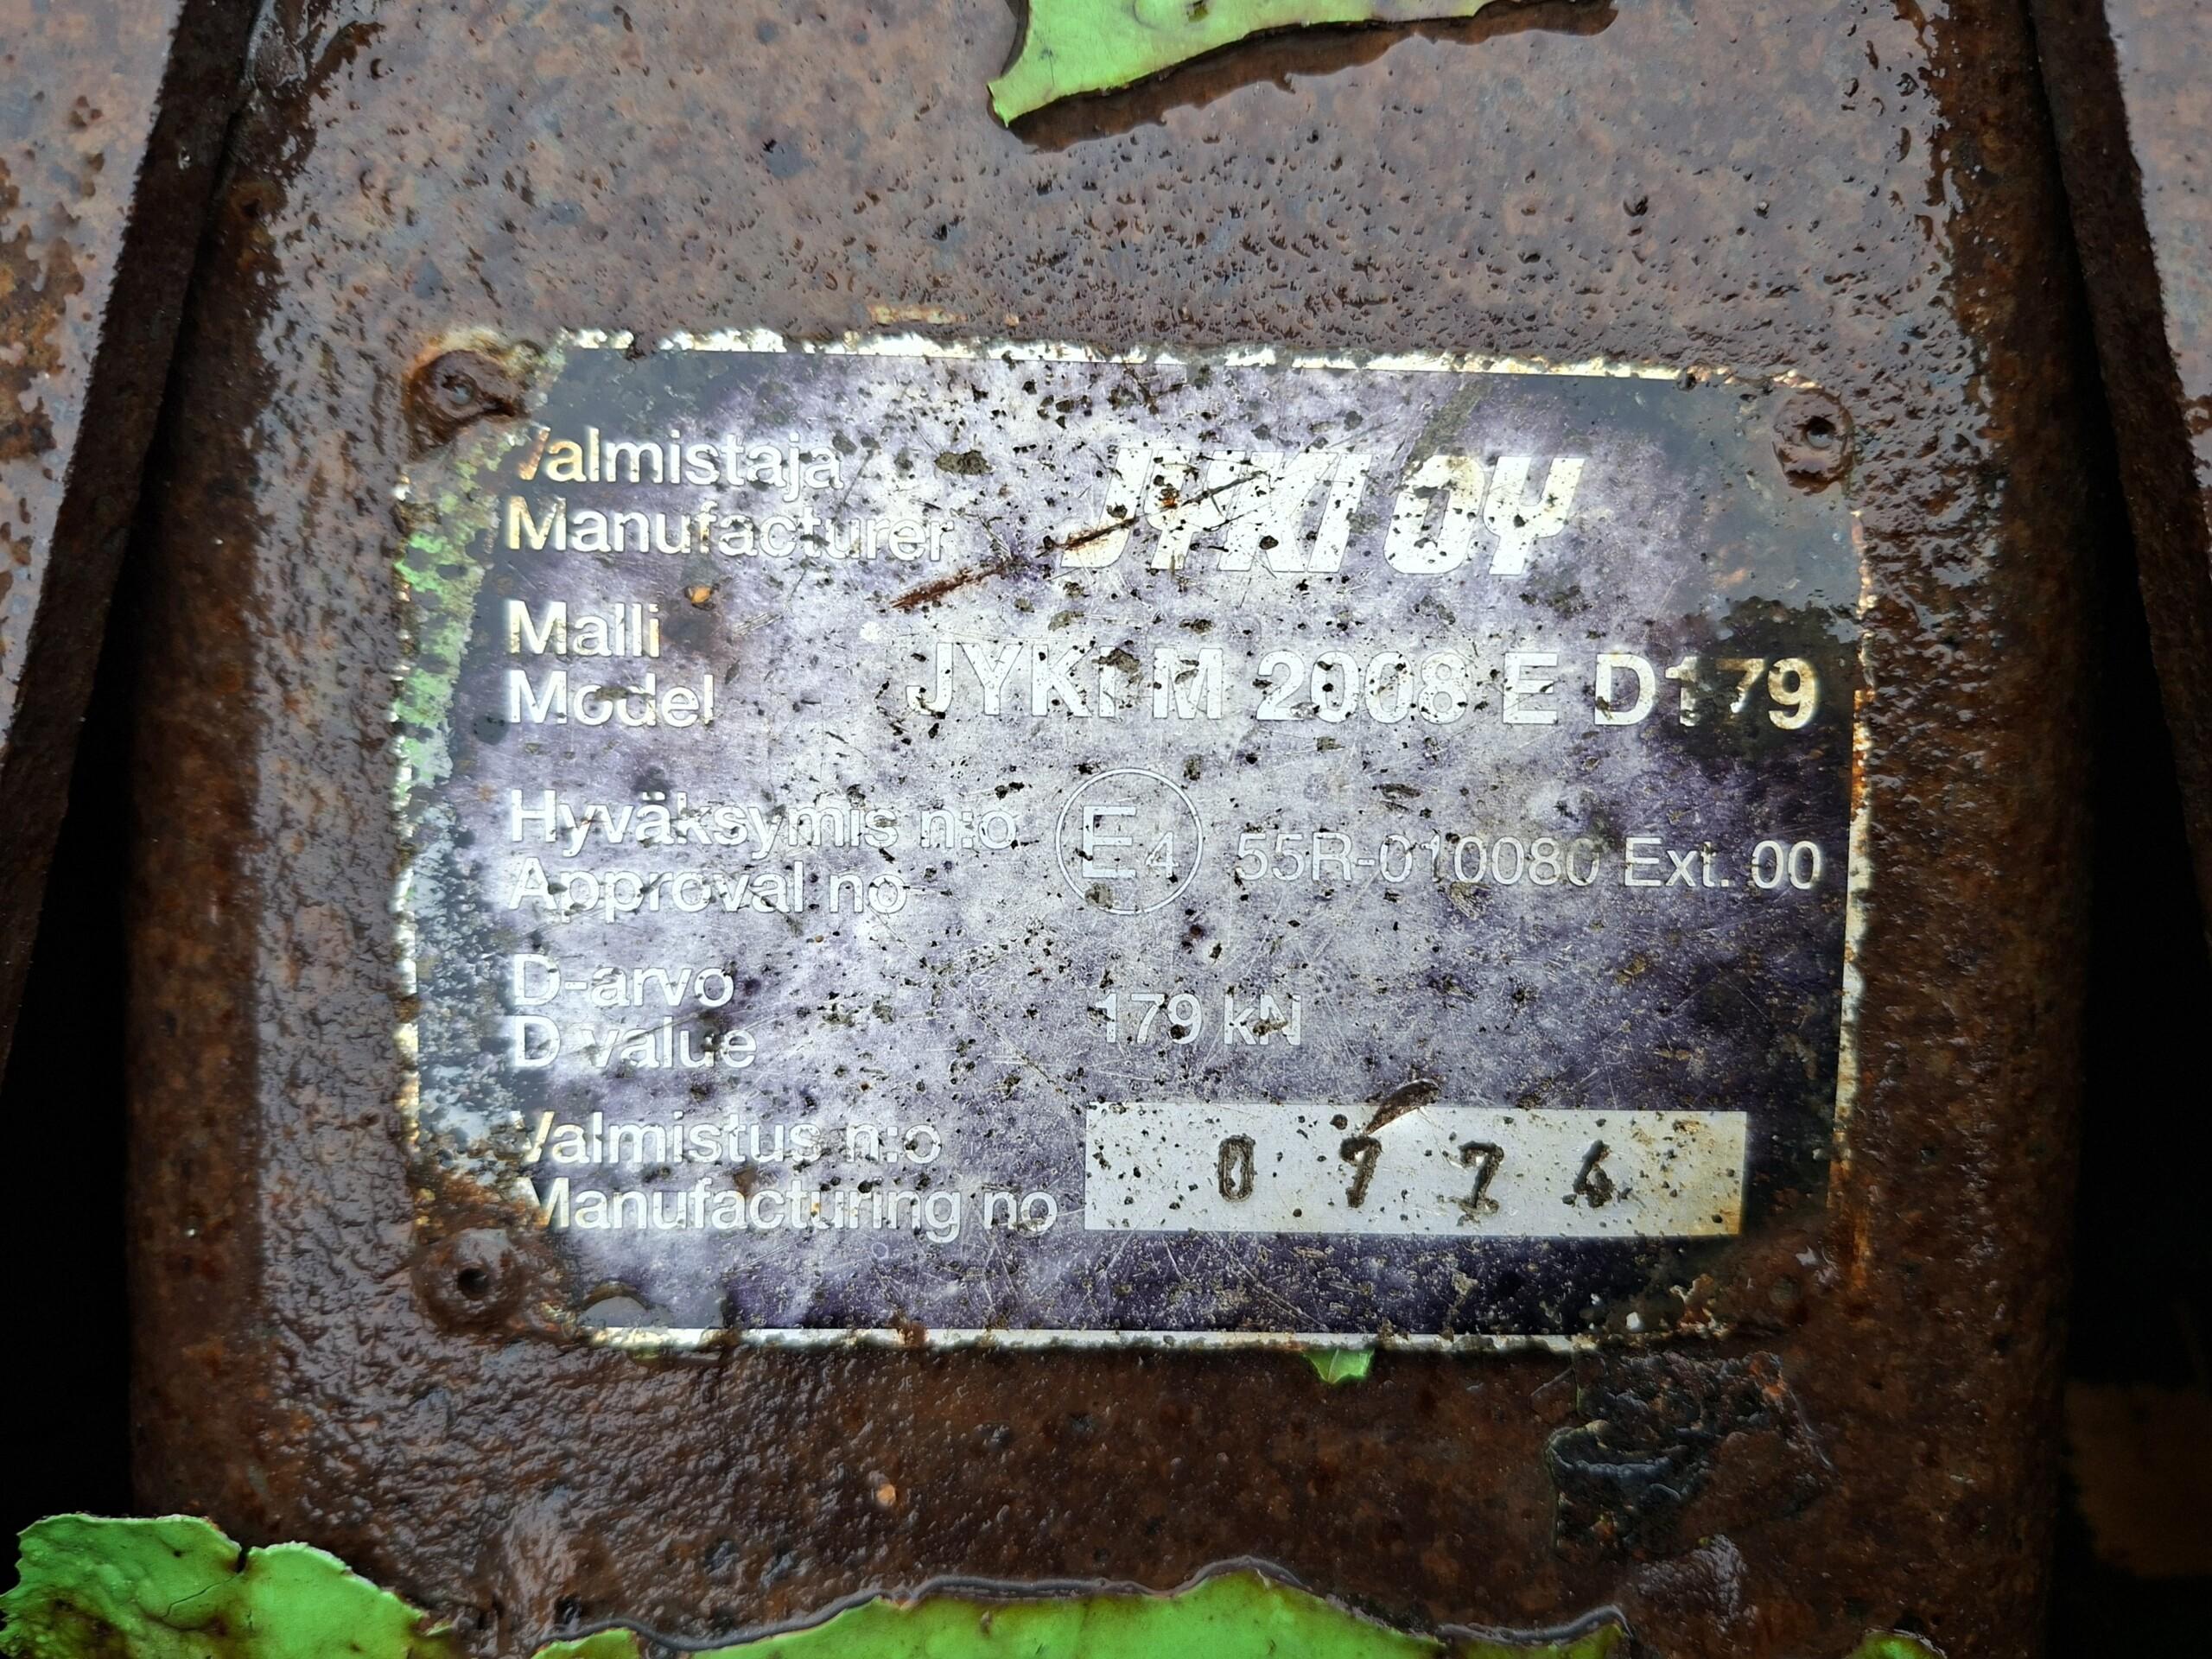 Valmistaja
Manufacturer
JYKI OY
Malli
Model
JYKI M 2008 E D179
Hyväksymis n:o
Approval no
E4 55R-010080 Ext. 00
D-arvo
D value
179 kN
Valmistus n:o
Manufacturing no